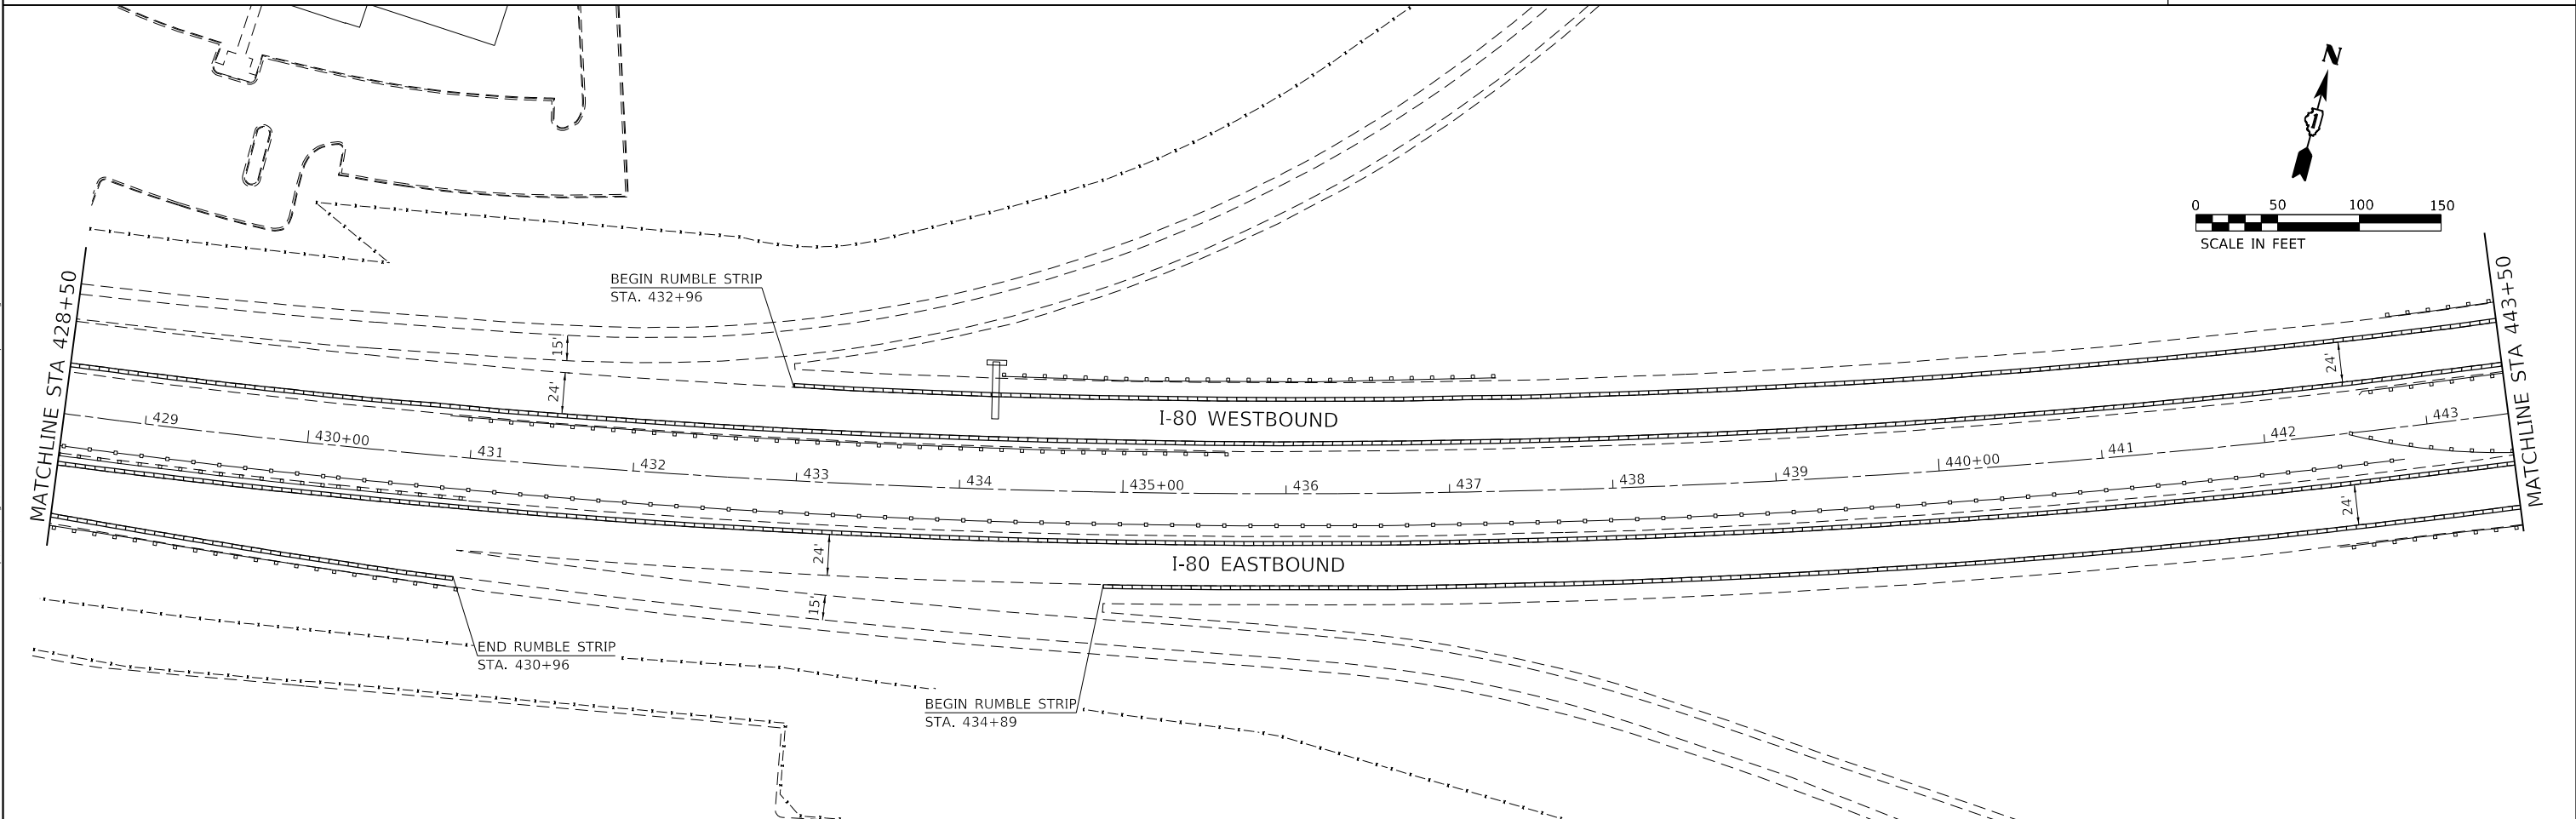 N
1
0 50 100 150
SCALE IN FEET
MATCHLINE STA 428+50
MATCHLINE STA 443+50
BEGIN RUMBLE STRIP
STA. 432+96
15'
24'
24'
I-80 WESTBOUND
429
430+00
431
432
433
434
435+00
436
437
438
439
440+00
441
442
443
24'
24'
I-80 EASTBOUND
15'
END RUMBLE STRIP
STA. 430+96
BEGIN RUMBLE STRIP
STA. 434+89